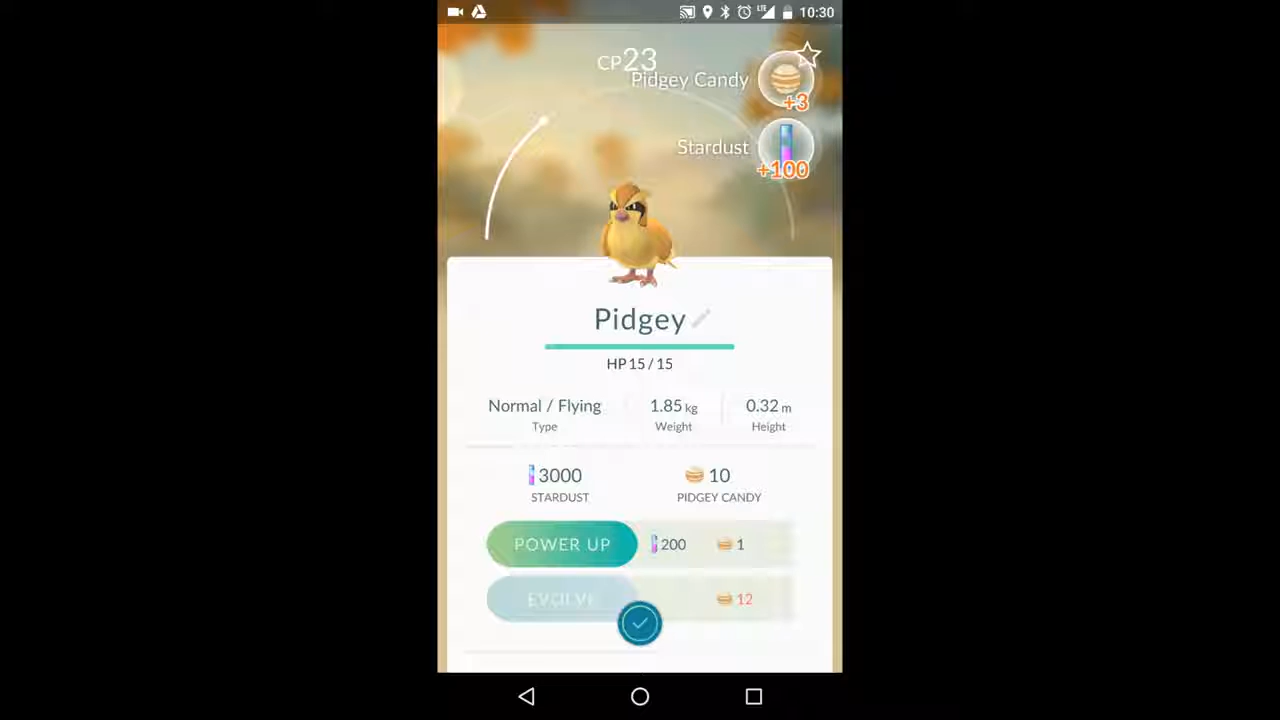 LTE 10:30
CP23
Pidgey Candy
+3
Stardust
+100
Pidgey
HP 15 / 15
Normal / Flying 1.85 kg 0.32 m
Type Weight Height
3000 10
STARDUST PIDGEY CANDY
POWER UP 200 1
EVOLVE 12